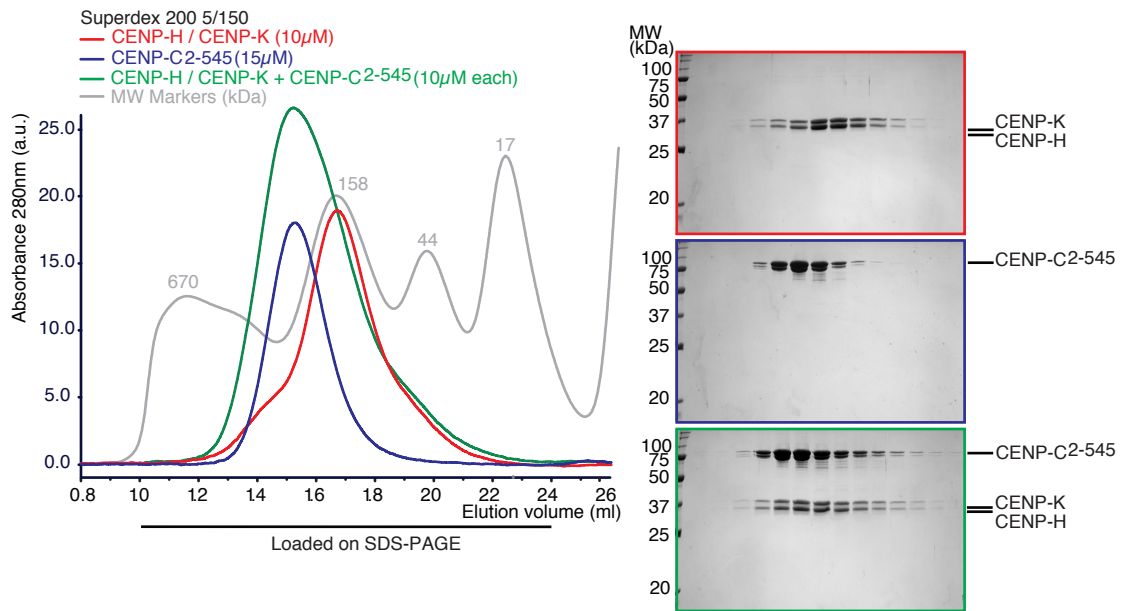 Superdex 200 5/150
CENP-H / CENP-K (10µM)
CENP-C2-545 (15µM)
CENP-H / CENP-K + CENP-C2-545 (10µM each)
MW Markers (kDa)
Absorbance 280nm (a.u.)
25.0
20.0
15.0
10.0
5.0
0.0
670
158
44
17
0.8
10
12
14
16
18
20
22
24
26
Elution volume (ml)
Loaded on SDS-PAGE
MW
(kDa)
100
75
50
37
25
20
CENP-K
CENP-H
100
75
50
37
25
20
CENP-C2-545
100
75
50
37
25
20
CENP-C2-545
CENP-K
CENP-H